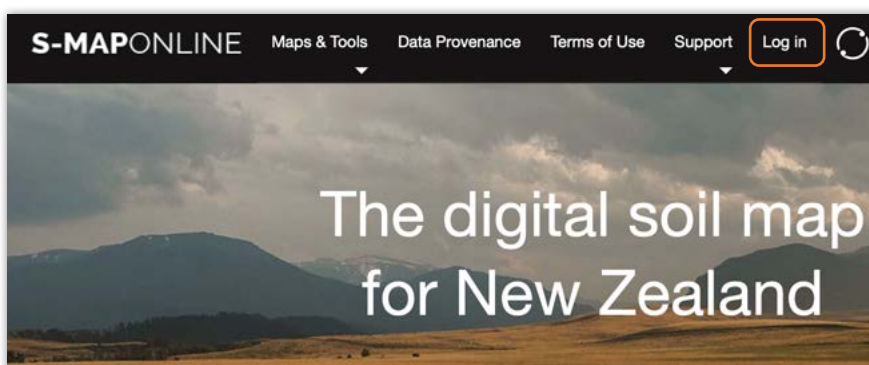 S-MAPONLINE Maps & Tools Data Provenance Terms of Use Support Log in
The digital soil map
for New Zealand